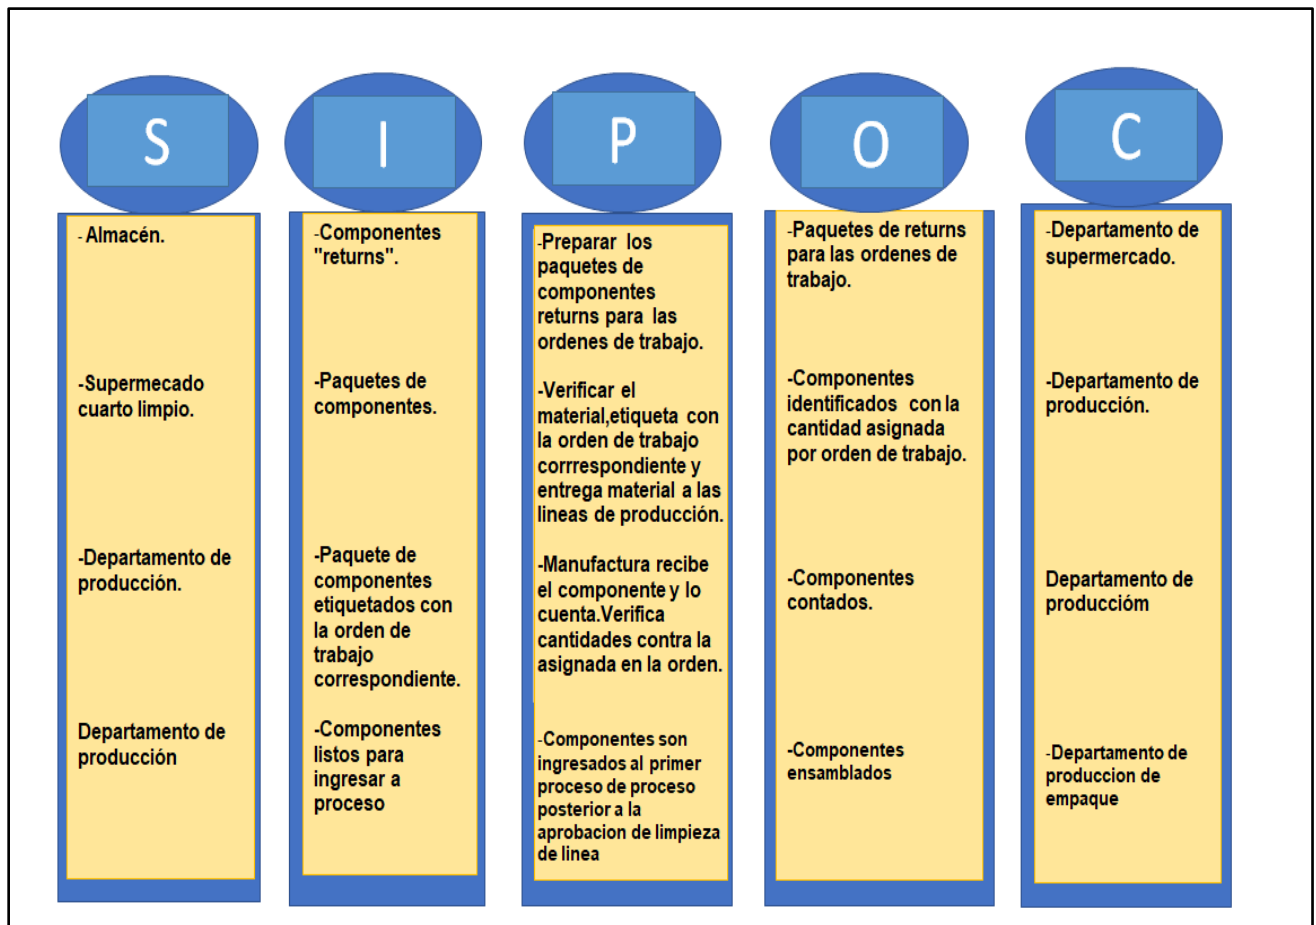 S
I
P
O
C
- Almacén.
-Supermecado
cuarto limpio.
-Departamento de
producción.
Departamento de
producción
-Componentes
"returns".
-Paquetes de
componentes.
-Paquete de
componentes
etiquetados con
la orden de
trabajo
correspondiente.
-Componentes
listos para
ingresar a
proceso
-Preparar los
paquetes de
componentes
returns para las
ordenes de trabajo.
-Verificar el
material,etiqueta con
la orden de trabajo
corrrespondiente y
entrega material a las
lineas de producción.
-Manufactura recibe
el componente y lo
cuenta.Verifica
cantidades contra la
asignada en la orden.
-Componentes son
ingresados al primer
proceso de proceso
posterior a la
aprobacion de limpieza
de linea
-Paquetes de returns
para las ordenes de
trabajo.
-Componentes
identificados con la
cantidad asignada
por orden de trabajo.
-Componentes
contados.
-Componentes
ensamblados
-Departamento de
supermercado.
-Departamento de
producción.
Departamento de
produccióm
-Departamento de
produccion de
empaque